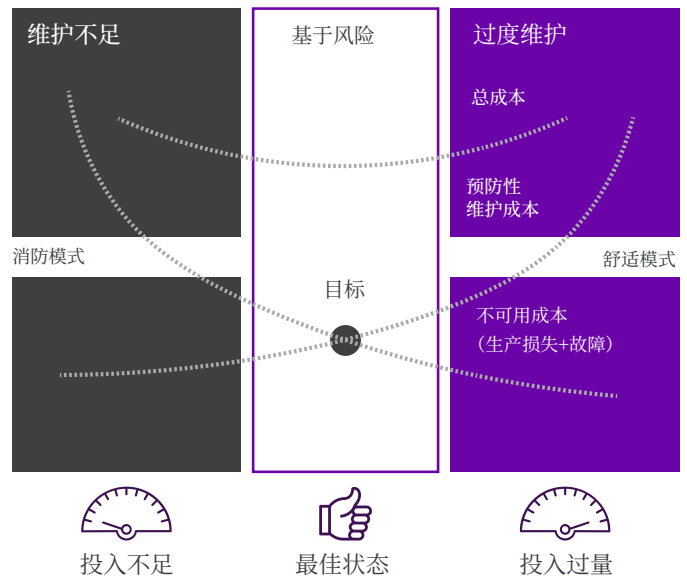 维护不足
基于风险
过度维护
总成本
预防性
维护成本
消防模式
舒适模式
目标
不可用成本
（生产损失+故障）
投入不足
最佳状态
投入过量